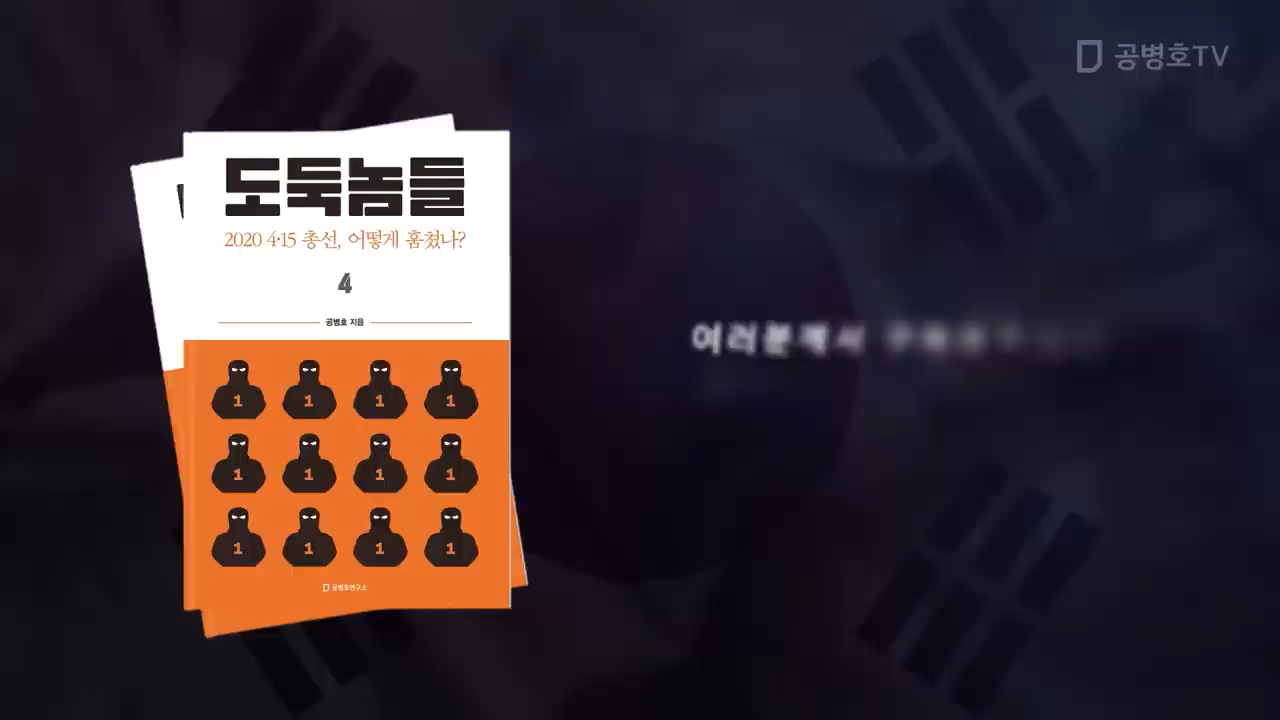 공병호TV
도둑놈들
2020 4·15 총선, 어떻게 훔쳤나?
4
공병호 지음
1 1 1 1
1 1 1 1
1 1 1 1
공병호연구소
여러분께서